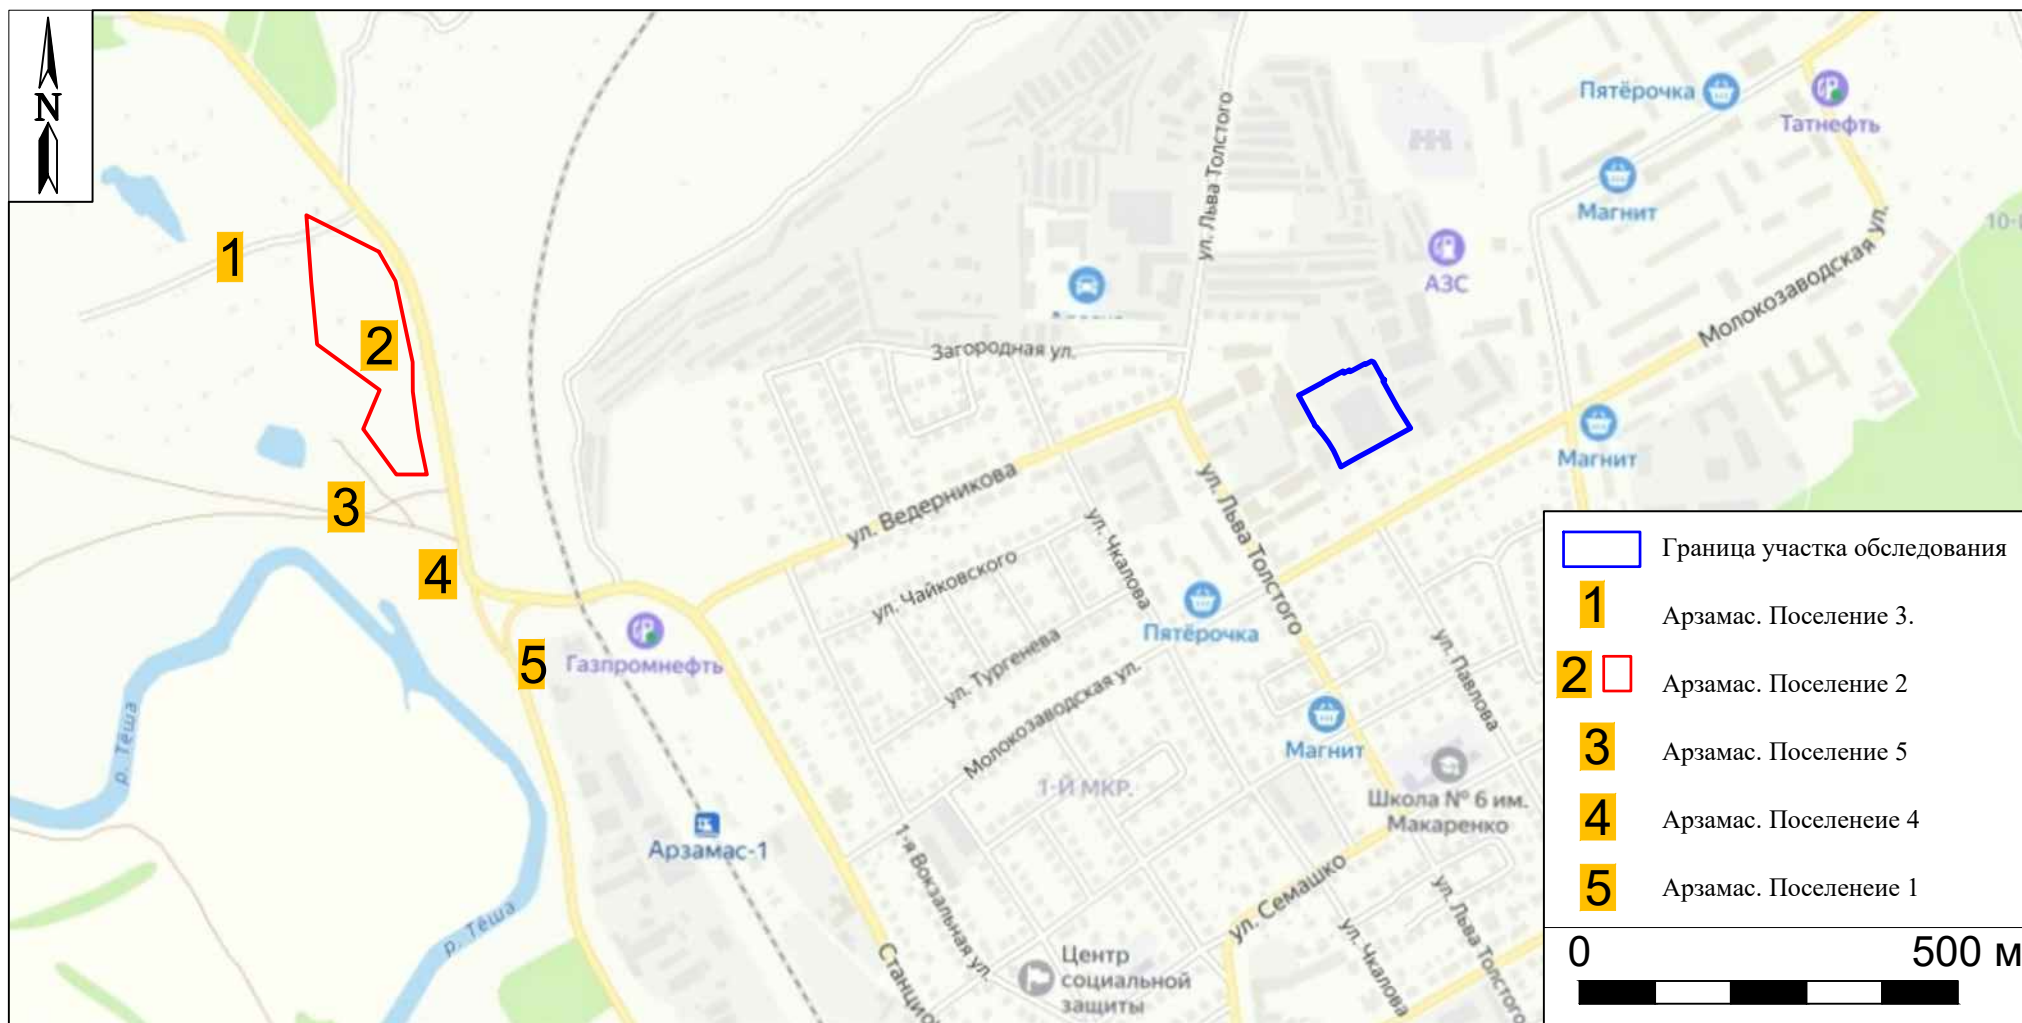 N
Пятёрочка
Татнефть
Магнит
ул. Льва Толстого
10-
АЗС
Молокозаводская ул.
1
2
Загородная ул.
Магнит
ул. Ведерникова
ул. Льва Толстого
3
4
ул. Чкалова
ул. Чайковского
5
Газпромнефть
Пятёрочка
ул. Тургенева
Молокозаводская ул.
ул. Павлова
р. Тёша
Магнит
1-Й МКР.
Школа № 6 им.
Макаренко
Арзамас-1
1-я Вокзальная ул.
ул. Семашко
ул. Льва Толстого
ул. Чкалова
р. Тёша
Станцио
Центр
социальной
защиты
Граница участка обследования
1 Арзамас. Поселение 3.
2 Арзамас. Поселение 2
3 Арзамас. Поселение 5
4 Арзамас. Поселенеие 4
5 Арзамас. Поселенеие 1
0 500 м